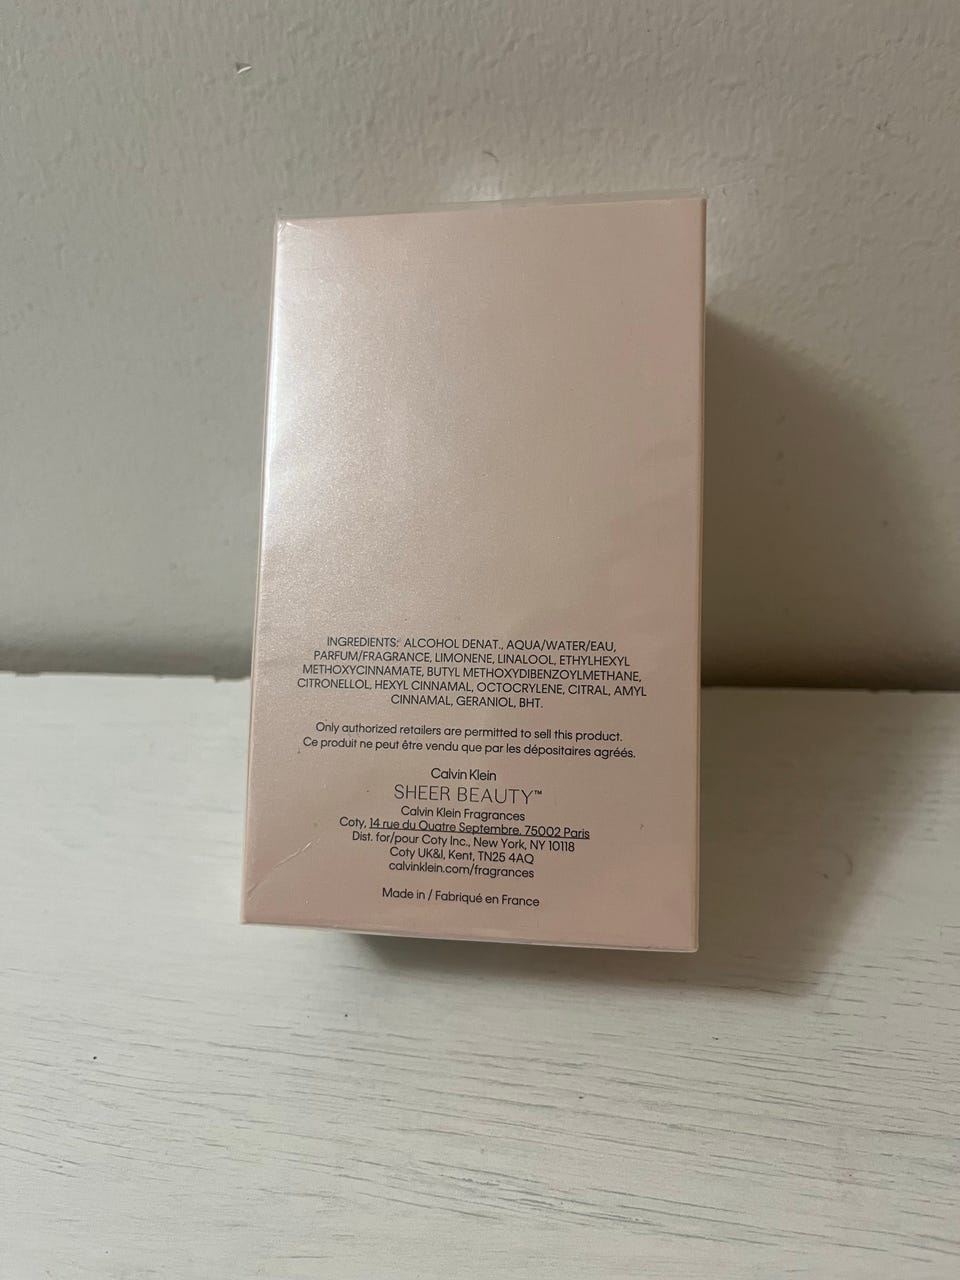 INGREDIENTS: ALCOHOL DENAT., AQUA/WATER/EAU,
PARFUM/FRAGRANCE, LIMONENE, LINALOOL, ETHYLHEXYL
METHOXYCINNAMATE, BUTYL METHOXYDIBENZOYLMETHANE,
CITRONELLOL, HEXYL CINNAMAL, OCTOCRYLENE, CITRAL, AMYL
CINNAMAL, GERANIOL, BHT.
Only authorized retailers are permitted to sell this product.
Ce produit ne peut être vendu que par les dépositaires agréés.
Calvin Klein
SHEER BEAUTY™
Calvin Klein Fragrances
Coty, 14 rue du Quatre Septembre, 75002 Paris
Dist. for/pour Coty Inc., New York, NY 10118
Coty UK&I, Kent, TN25 4AQ
calvinklein.com/fragrances
Made in / Fabriqué en France